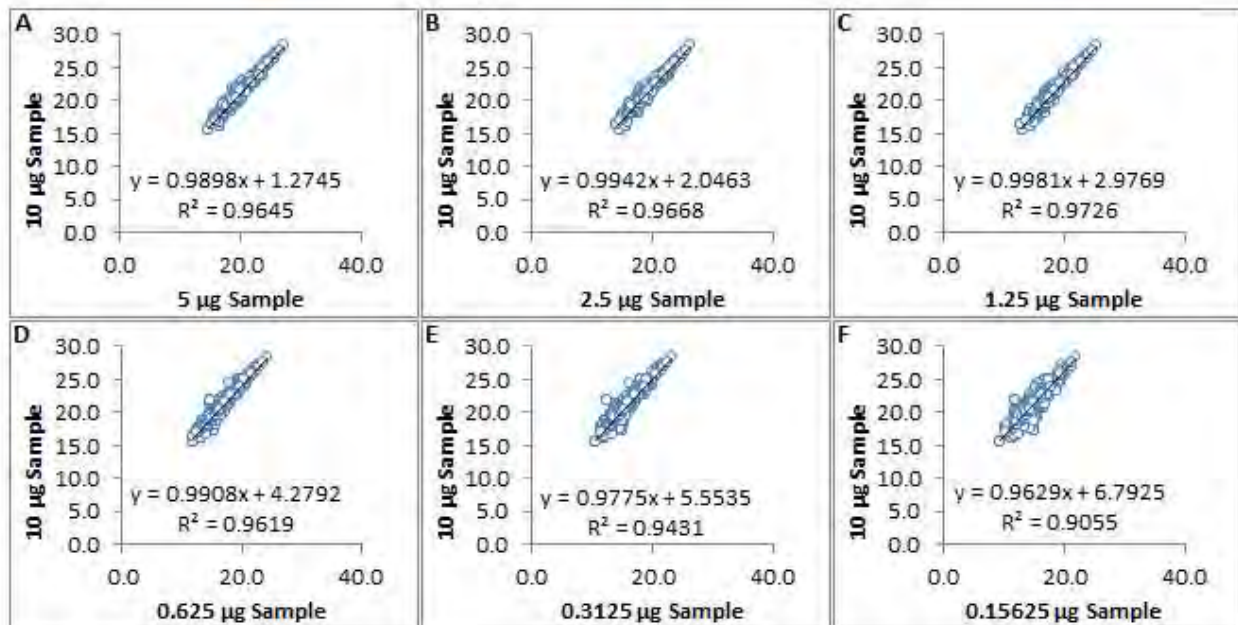 A
30.0
25.0
20.0
15.0
10.0
5.0
0.0
10 µg Sample
y = 0.9898x + 1.2745
R² = 0.9645
0.0 20.0 40.0
5 µg Sample
B
30.0
25.0
20.0
15.0
10.0
5.0
0.0
10 µg Sample
y = 0.9942x + 2.0463
R² = 0.9668
0.0 20.0 40.0
2.5 µg Sample
C
30.0
25.0
20.0
15.0
10.0
5.0
0.0
10 µg Sample
y = 0.9981x + 2.9769
R² = 0.9726
0.0 20.0 40.0
1.25 µg Sample
D
30.0
25.0
20.0
15.0
10.0
5.0
0.0
10 µg Sample
y = 0.9908x + 4.2792
R² = 0.9619
0.0 20.0 40.0
0.625 µg Sample
E
30.0
25.0
20.0
15.0
10.0
5.0
0.0
10 µg Sample
y = 0.9775x + 5.5535
R² = 0.9431
0.0 20.0 40.0
0.3125 µg Sample
F
30.0
25.0
20.0
15.0
10.0
5.0
0.0
10 µg Sample
y = 0.9629x + 6.7925
R² = 0.9055
0.0 20.0 40.0
0.15625 µg Sample